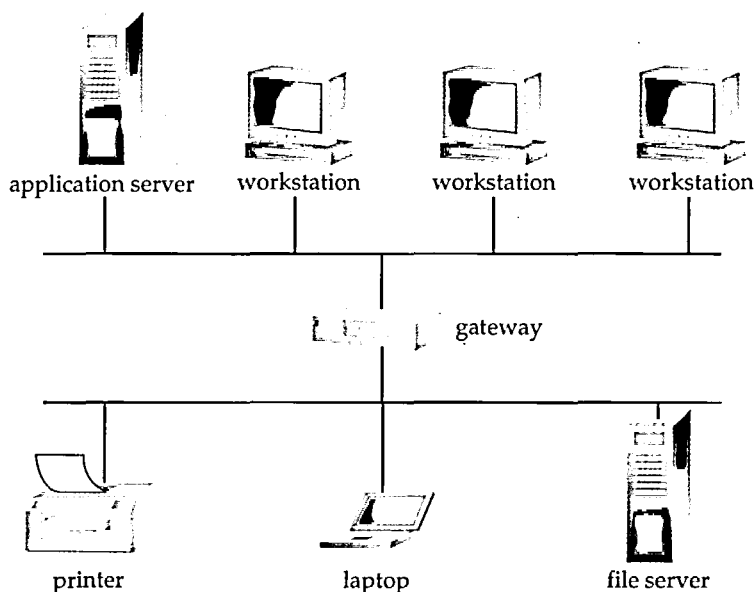 application server workstation workstation workstation
gateway
printer laptop file server